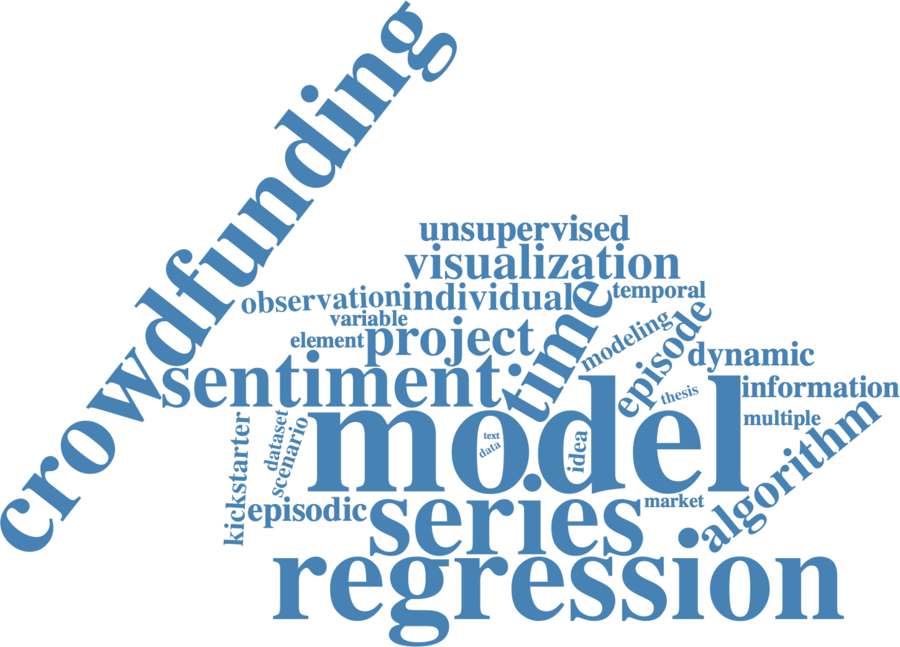 crowdfunding
unsupervised
visualization
observation
individual
temporal
variable
element
project
time
modeling
episode
dynamic
sentiment
thesis
information
multiple
model
text
data
idea
kickstarter
dataset
scenario
algorithm
episodic
series
market
regression